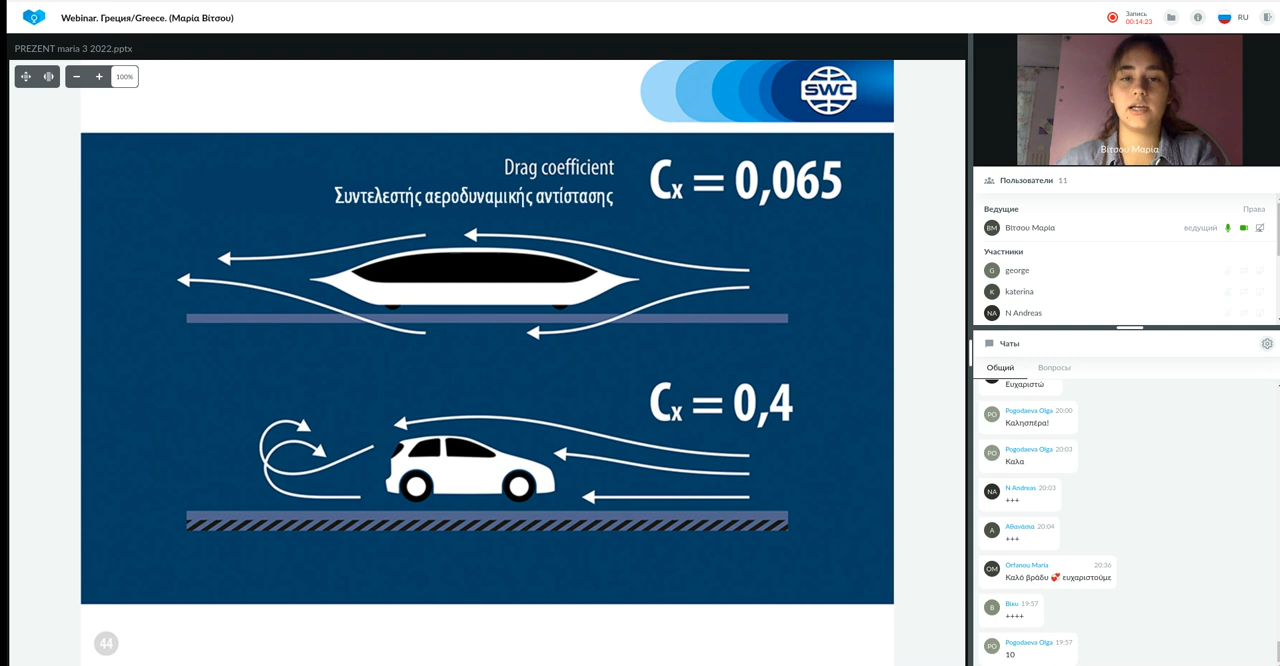 Webinar. Греция/Greece. (Μαρία Βίτσου)
Запись
00:14:23
RU
PREZENT maria 3 2022.pptx
100%
SWC
Drag coefficient
Συντελεστής αεροδυναμικής αντίστασης
Cx = 0,065
Cx = 0,4
44
Βίτσου Μαρία
Пользователи 11
Ведущие Права
ВМ Βίτσου Μαρία ведущий
Участники
G george
K katerina
NA N Andreas
Чаты
Общий Вопросы
Ευχαριστώ
PO Pogodaeva Olga 20:00
Καλησπέρα!
PO Pogodaeva Olga 20:03
Καλα
NA N Andreas 20:03
+++
Α Αθανάσια 20:04
+++
OM Orfanou Maria 20:36
Καλό βράδυ 💞 ευχαριστούμε
Β Βίκυ 19:57
++++
PO Pogodaeva Olga 19:57
10